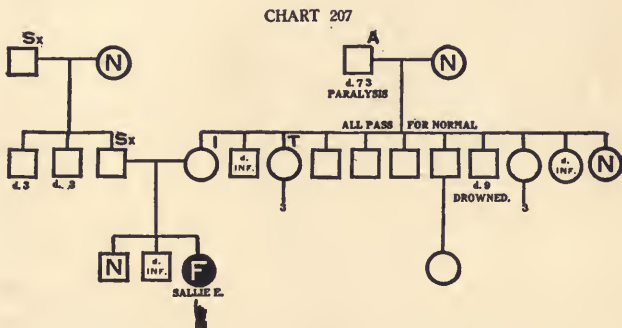 CHART 207
Sx N A N
d. 73
PARALYSIS
ALL PASS FOR NORMAL
Sx I d. INF. T d. INF. N
d. 3 d. 3 3 d. 9 3
DROWNED.
N d. INF. F
SALLIE E.